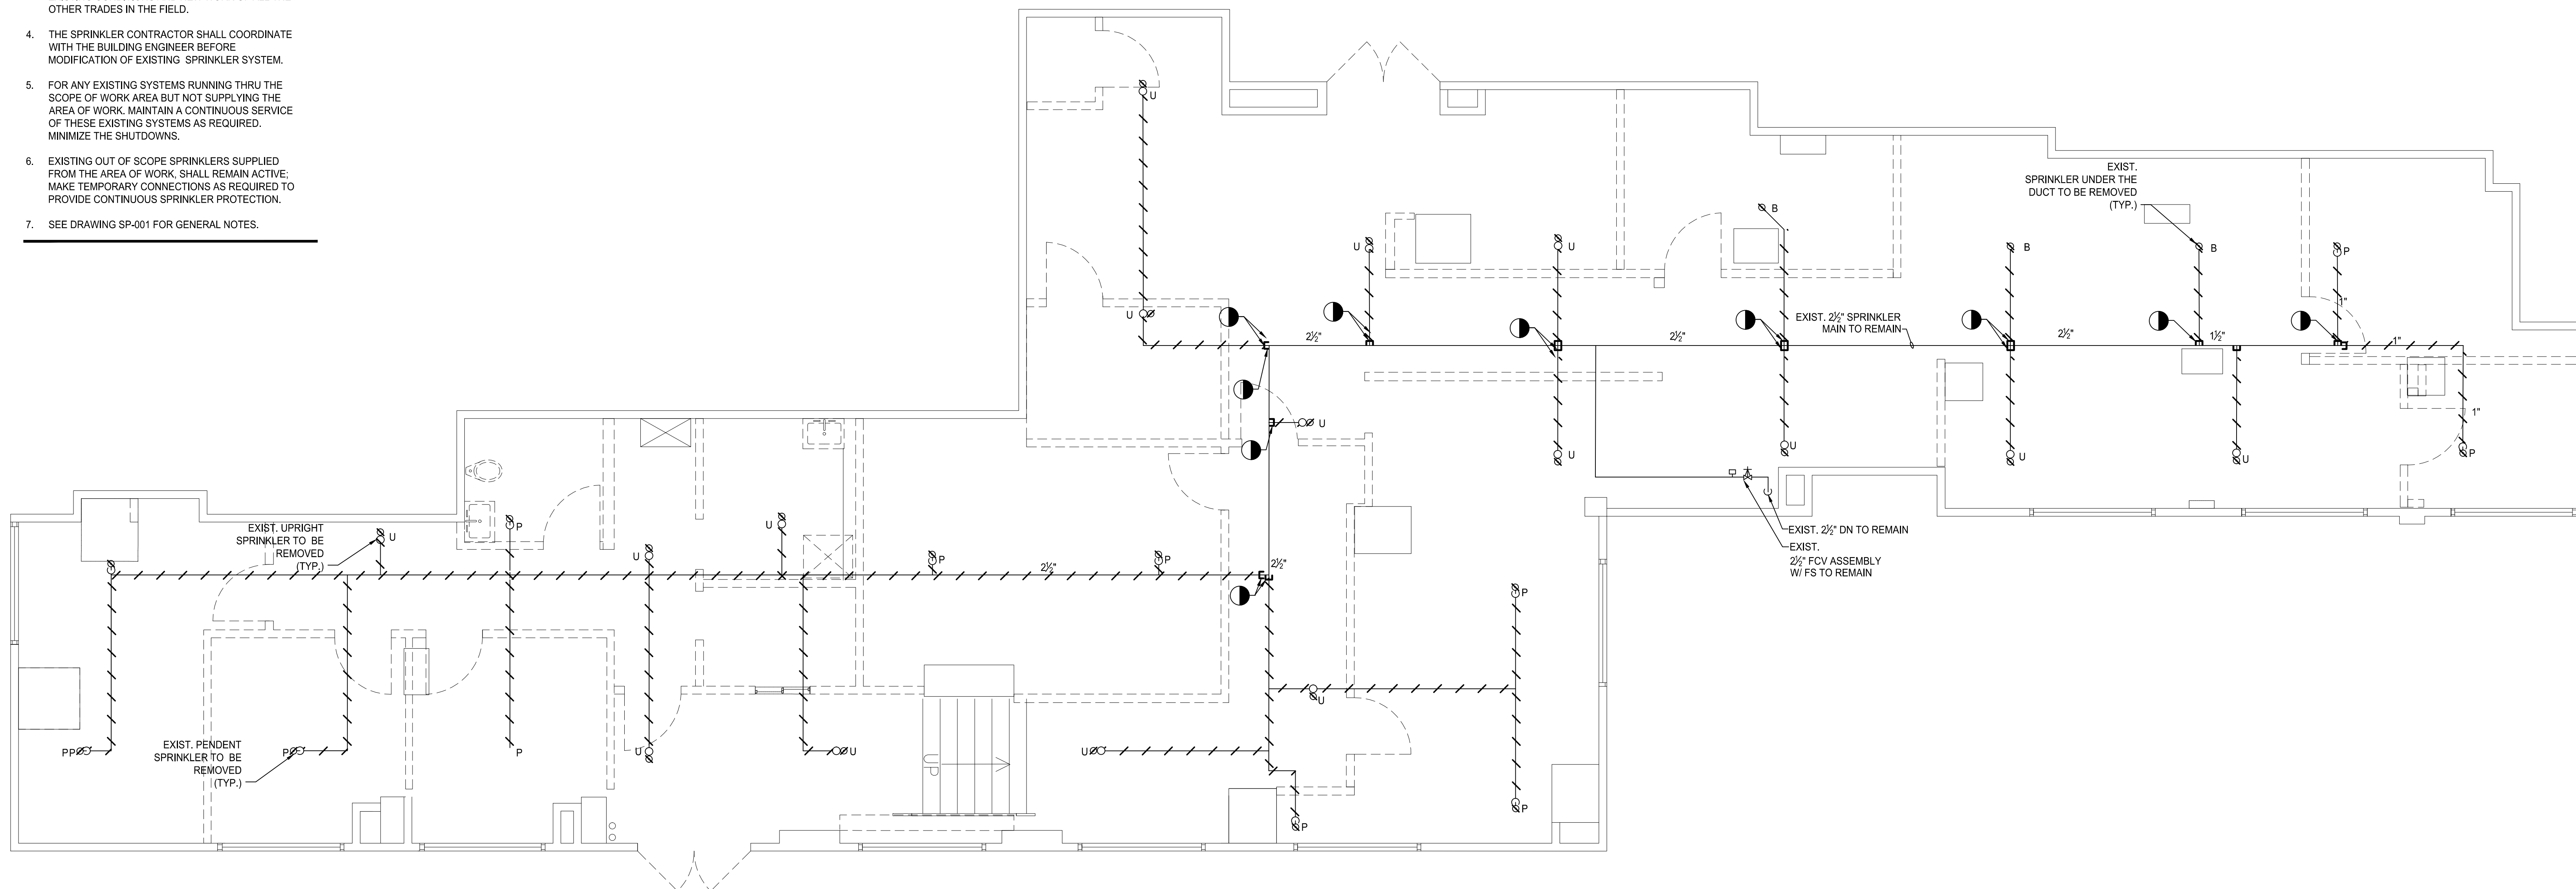 OTHER TRADES IN THE FIELD.
4. THE SPRINKLER CONTRACTOR SHALL COORDINATE
WITH THE BUILDING ENGINEER BEFORE
MODIFICATION OF EXISTING SPRINKLER SYSTEM.
5. FOR ANY EXISTING SYSTEMS RUNNING THRU THE
SCOPE OF WORK AREA BUT NOT SUPPLYING THE
AREA OF WORK. MAINTAIN A CONTINUOUS SERVICE
OF THESE EXISTING SYSTEMS AS REQUIRED.
MINIMIZE THE SHUTDOWNS.
6. EXISTING OUT OF SCOPE SPRINKLERS SUPPLIED
FROM THE AREA OF WORK, SHALL REMAIN ACTIVE;
MAKE TEMPORARY CONNECTIONS AS REQUIRED TO
PROVIDE CONTINUOUS SPRINKLER PROTECTION.
7. SEE DRAWING SP-001 FOR GENERAL NOTES.
U
EXIST.
SPRINKLER UNDER THE
DUCT TO BE REMOVED
(TYP.)
B
U
U
B
B
P
1"
U
2½"
2½"
EXIST. 2½" SPRINKLER
MAIN TO REMAIN
2½"
1½"
1"
1"
U
U
U
U
U
P
EXIST. 2½" DN TO REMAIN
EXIST.
2½" FCV ASSEMBLY
W/ FS TO REMAIN
EXIST. UPRIGHT
SPRINKLER TO BE
REMOVED
(TYP.)
U
P
U
U
P
P
2½"
2½"
P
U
PP
EXIST. PENDENT
SPRINKLER TO BE
REMOVED
(TYP.)
P
P
U
U
U
UP
P
P